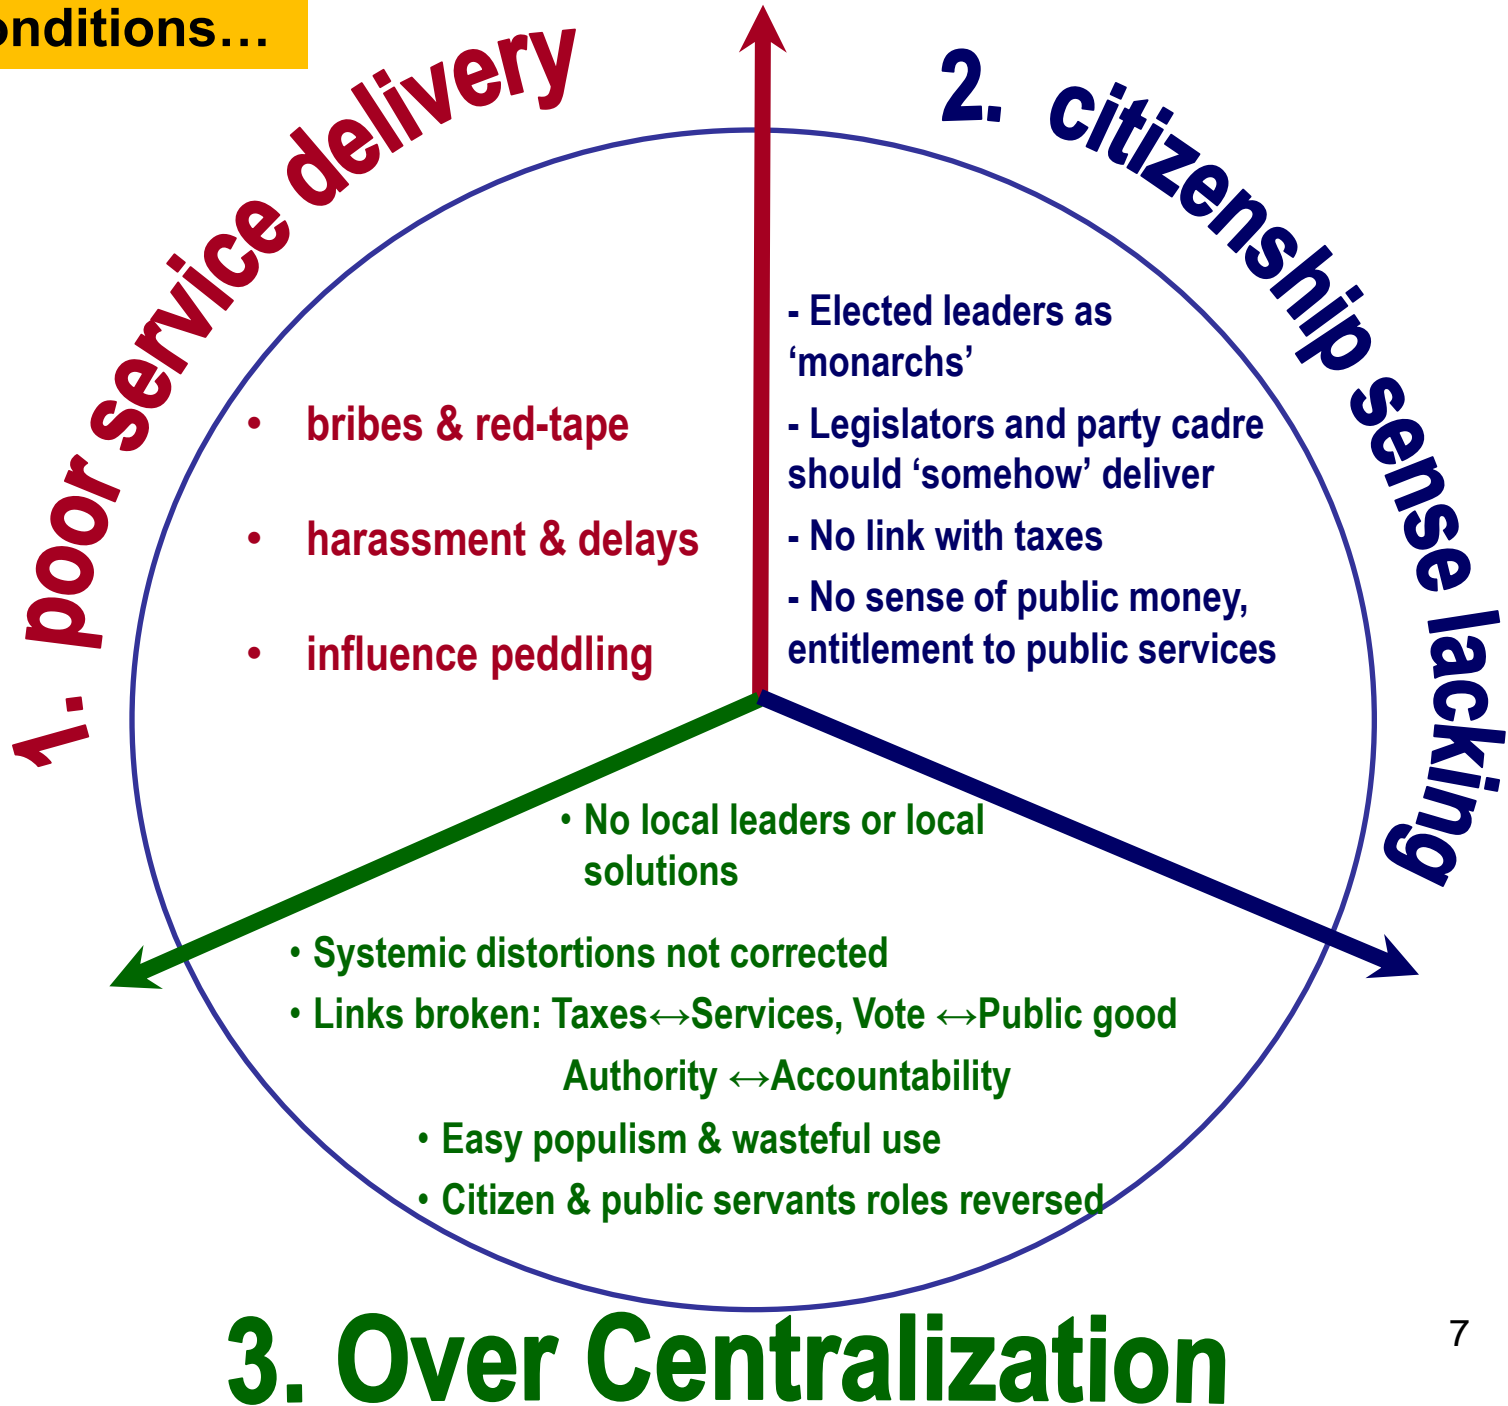 onditions…
1. poor service delivery
• bribes & red-tape
• harassment & delays
• influence peddling
2. citizenship sense lacking
- Elected leaders as
‘monarchs’
- Legislators and party cadre
should ‘somehow’ deliver
- No link with taxes
- No sense of public money,
entitlement to public services
• No local leaders or local
solutions
• Systemic distortions not corrected
• Links broken: Taxes↔Services, Vote ↔Public good
Authority ↔Accountability
• Easy populism & wasteful use
• Citizen & public servants roles reversed
3. Over Centralization
7